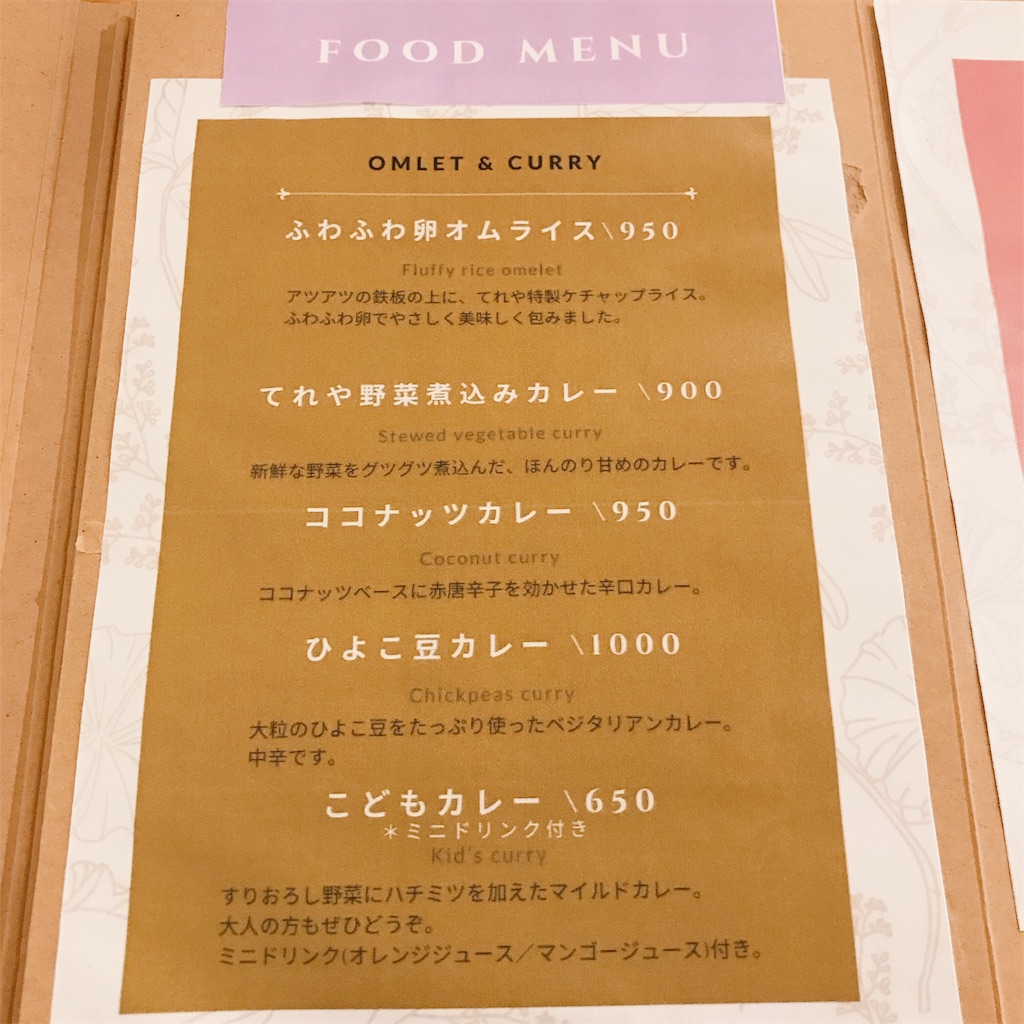 FOOD MENU
OMLET & CURRY
ふわふわ卵オムライス\950
Fluffy rice omelet
アツアツの鉄板の上に、てれや特製ケチャップライス。
ふわふわ卵でやさしく美味しく包みました。
てれや野菜煮込みカレー \900
Stewed vegetable curry
新鮮な野菜をグツグツ煮込んだ、ほんのり甘めのカレーです。
ココナッツカレー \950
Coconut curry
ココナッツベースに赤唐辛子を効かせた辛口カレー。
ひよこ豆カレー \1000
Chickpeas curry
大粒のひよこ豆をたっぷり使ったベジタリアンカレー。
中辛です。
こどもカレー \650
＊ミニドリンク付き
Kid's curry
すりおろし野菜にハチミツを加えたマイルドカレー。
大人の方もぜひどうぞ。
ミニドリンク(オレンジジュース／マンゴージュース)付き。